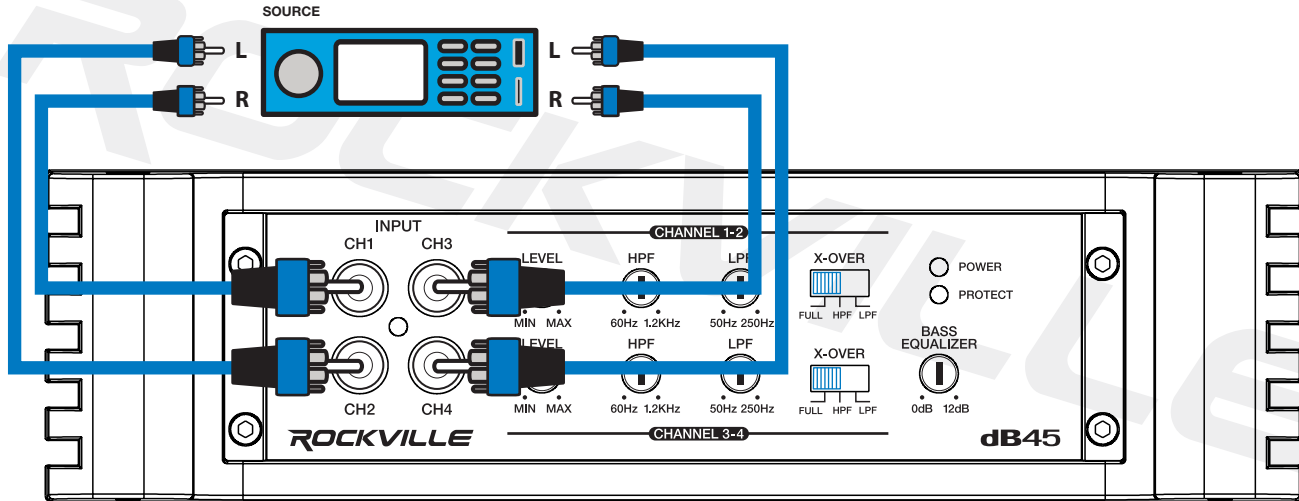 SOURCE
L L
R R
INPUT
CH1 CH3
CHANNEL 1-2
LEVEL HPF LPF X-OVER
POWER
PROTECT
MIN MAX 60Hz 1.2KHz 50Hz 250Hz FULL HPF LPF
LEVEL HPF LPF X-OVER
BASS
EQUALIZER
CH2 CH4
MIN MAX 60Hz 1.2KHz 50Hz 250Hz FULL HPF LPF
0dB 12dB
ROCKVILLE
CHANNEL 3-4
dB45
ROCKVILLE